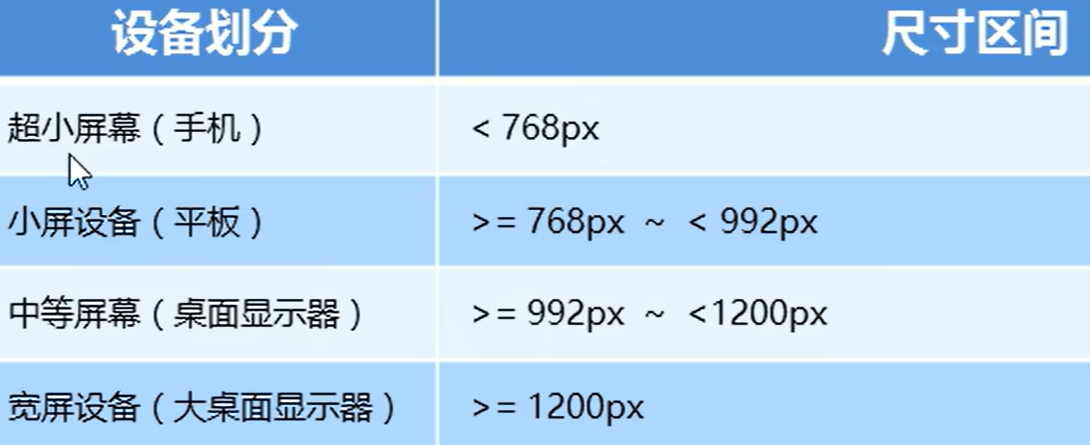 设备划分 尺寸区间
超小屏幕（手机） < 768px
小屏设备（平板） >= 768px ~ < 992px
中等屏幕（桌面显示器） >= 992px ~ <1200px
宽屏设备（大桌面显示器） >= 1200px